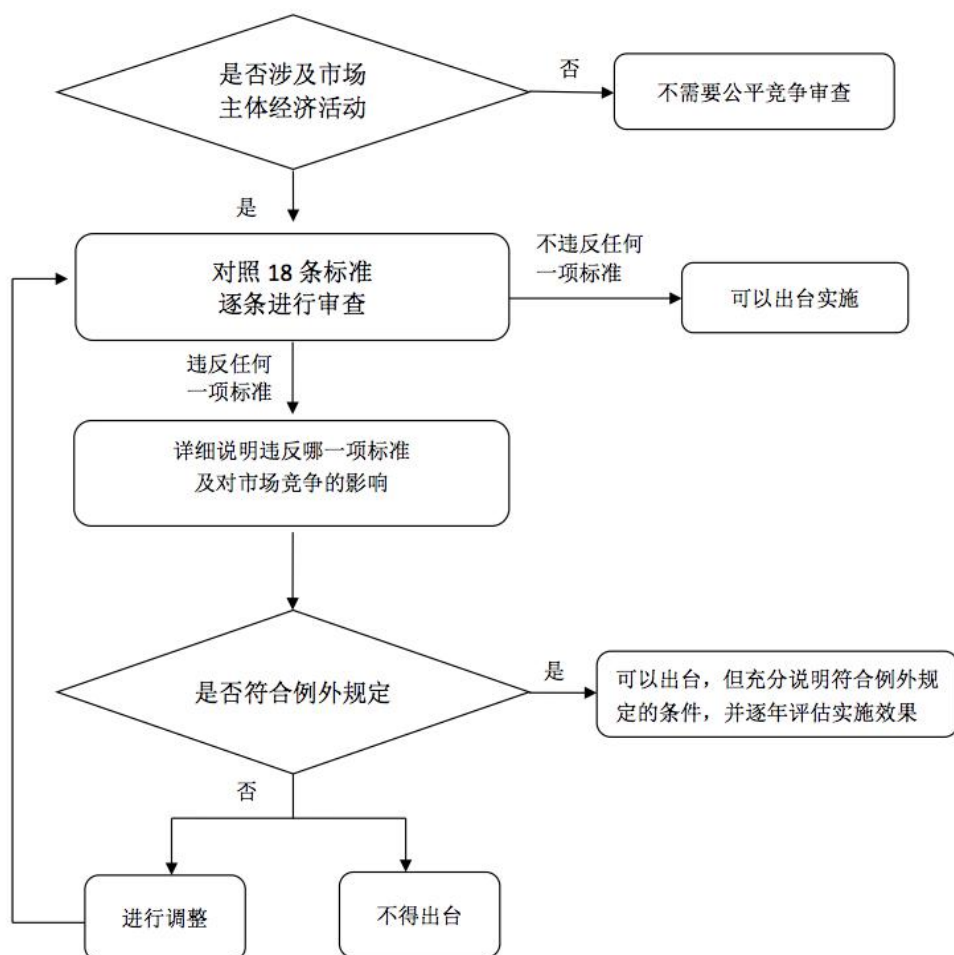 是否涉及市场
主体经济活动
否
不需要公平竞争审查
是
对照 18 条标准
逐条进行审查
不违反任何
一项标准
可以出台实施
违反任何
一项标准
详细说明违反哪一项标准
及对市场竞争的影响
是否符合例外规定
是
可以出台，但充分说明符合例外规
定的条件，并逐年评估实施效果
否
进行调整
不得出台